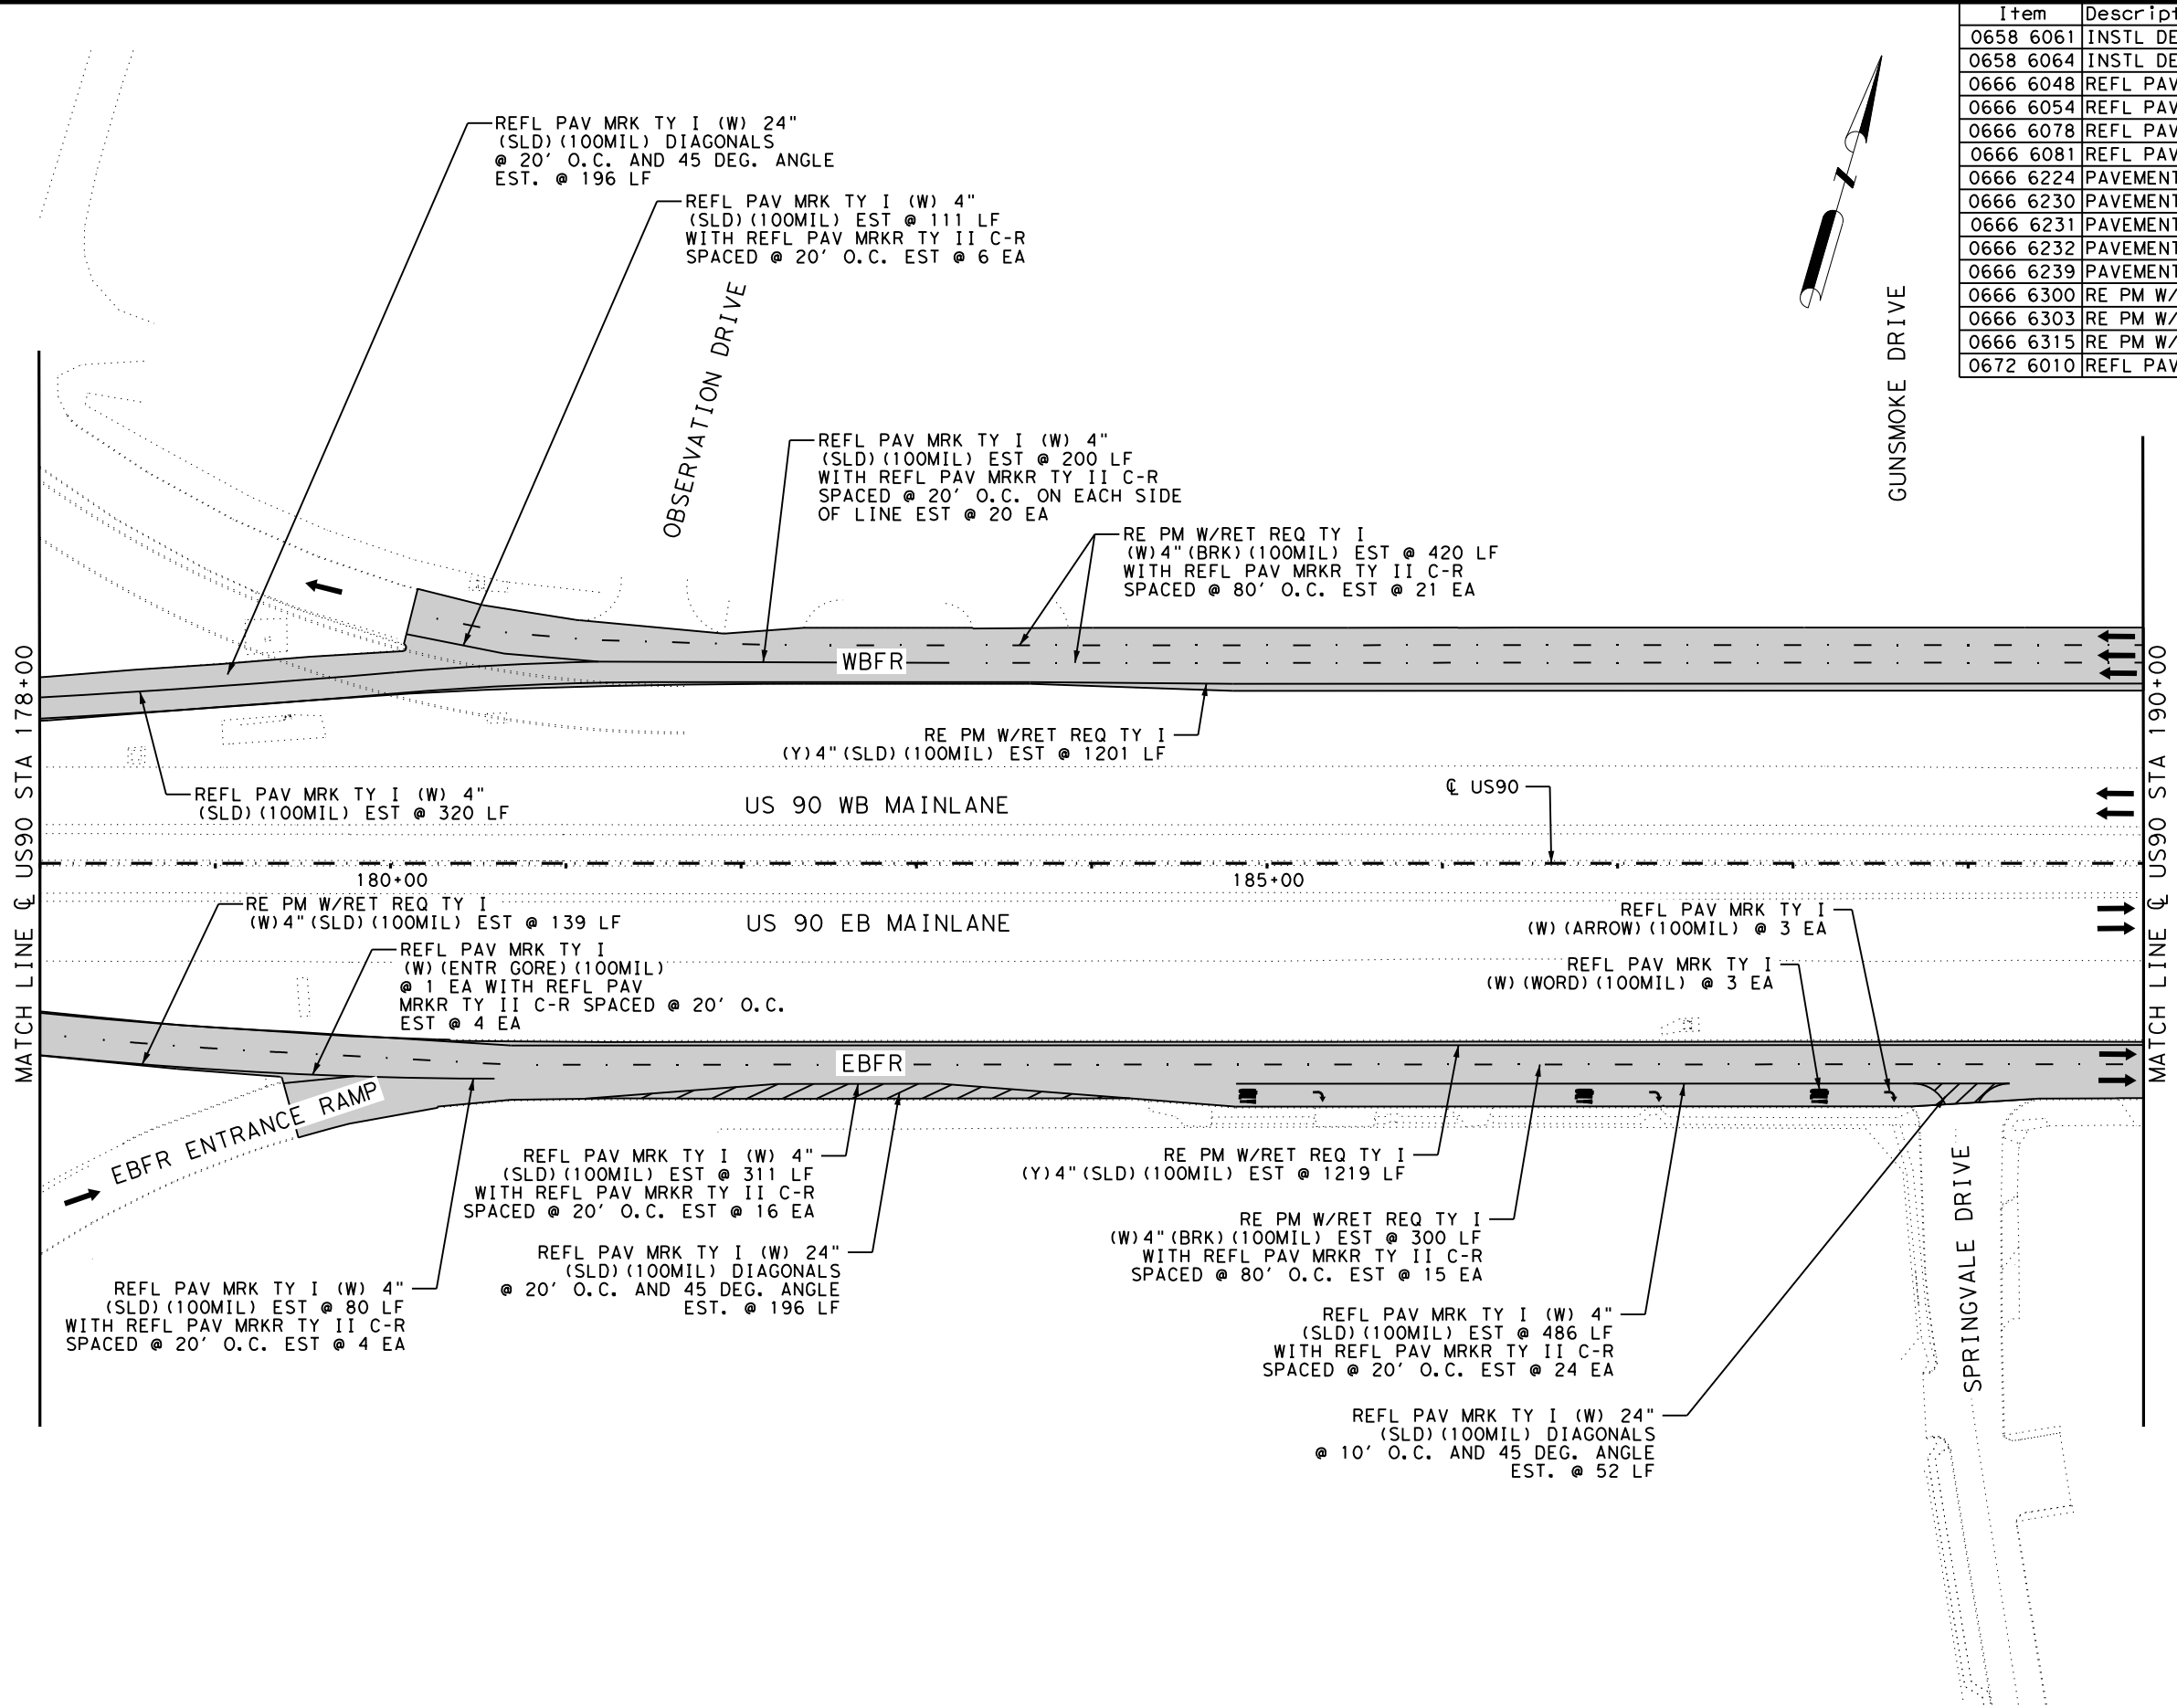 Item Descript
0658 6061 INSTL DE
0658 6064 INSTL DE
0666 6048 REFL PAV
0666 6054 REFL PAV
0666 6078 REFL PAV
0666 6081 REFL PAV
0666 6224 PAVEMENT
0666 6230 PAVEMENT
0666 6231 PAVEMENT
0666 6232 PAVEMENT
0666 6239 PAVEMENT
0666 6300 RE PM W/
0666 6303 RE PM W/
0666 6315 RE PM W/
0672 6010 REFL PAV
REFL PAV MRK TY I (W) 24"
(SLD)(100MIL) DIAGONALS
@ 20' O.C. AND 45 DEG. ANGLE
EST. @ 196 LF
REFL PAV MRK TY I (W) 4"
(SLD)(100MIL) EST @ 111 LF
WITH REFL PAV MRKR TY II C-R
SPACED @ 20' O.C. EST @ 6 EA
OBSERVATION DRIVE
GUNSMOKE DRIVE
REFL PAV MRK TY I (W) 4"
(SLD)(100MIL) EST @ 200 LF
WITH REFL PAV MRKR TY II C-R
SPACED @ 20' O.C. ON EACH SIDE
OF LINE EST @ 20 EA
RE PM W/RET REQ TY I
(W)4"(BRK)(100MIL) EST @ 420 LF
WITH REFL PAV MRKR TY II C-R
SPACED @ 80' O.C. EST @ 21 EA
WBFR
RE PM W/RET REQ TY I
(Y)4"(SLD)(100MIL) EST @ 1201 LF
REFL PAV MRK TY I (W) 4"
(SLD)(100MIL) EST @ 320 LF
US 90 WB MAINLANE
℄ US90
MATCH LINE ℄ US90 STA 178+00
MATCH LINE ℄ US90 STA 190+00
180+00
185+00
RE PM W/RET REQ TY I
(W)4"(SLD)(100MIL) EST @ 139 LF
US 90 EB MAINLANE
REFL PAV MRK TY I
(W)(ARROW)(100MIL) @ 3 EA
REFL PAV MRK TY I
(W)(ENTR GORE)(100MIL)
@ 1 EA WITH REFL PAV
MRKR TY II C-R SPACED @ 20' O.C.
EST @ 4 EA
REFL PAV MRK TY I
(W)(WORD)(100MIL) @ 3 EA
EBFR
EBFR ENTRANCE RAMP
REFL PAV MRK TY I (W) 4"
(SLD)(100MIL) EST @ 311 LF
WITH REFL PAV MRKR TY II C-R
SPACED @ 20' O.C. EST @ 16 EA
RE PM W/RET REQ TY I
(Y)4"(SLD)(100MIL) EST @ 1219 LF
SPRINGVALE DRIVE
REFL PAV MRK TY I (W) 24"
(SLD)(100MIL) DIAGONALS
@ 20' O.C. AND 45 DEG. ANGLE
EST. @ 196 LF
RE PM W/RET REQ TY I
(W)4"(BRK)(100MIL) EST @ 300 LF
WITH REFL PAV MRKR TY II C-R
SPACED @ 80' O.C. EST @ 15 EA
REFL PAV MRK TY I (W) 4"
(SLD)(100MIL) EST @ 80 LF
WITH REFL PAV MRKR TY II C-R
SPACED @ 20' O.C. EST @ 4 EA
REFL PAV MRK TY I (W) 4"
(SLD)(100MIL) EST @ 486 LF
WITH REFL PAV MRKR TY II C-R
SPACED @ 20' O.C. EST @ 24 EA
REFL PAV MRK TY I (W) 24"
(SLD)(100MIL) DIAGONALS
@ 10' O.C. AND 45 DEG. ANGLE
EST. @ 52 LF